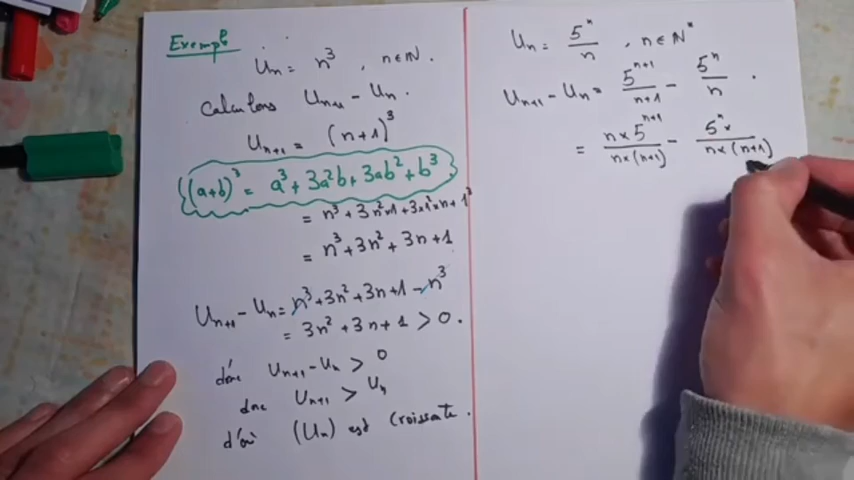 Exemple
Un = n³ , n ∈ ℕ .
Calculons Un+1 - Un .
Un+1 = (n+1)³
(a+b)³ = a³ + 3a²b + 3ab² + b³
= n³ + 3n²×1 + 3×1²×n + 1³
= n³ + 3n² + 3n + 1
Un+1 - Un = n³ + 3n² + 3n + 1 - n³
= 3n² + 3n + 1 > 0 .
donc Un+1 - Un > 0
donc Un+1 > Un
d'où (Un) est croissante .
Un = 5ⁿ/n , n ∈ ℕ*
Un+1 - Un = 5ⁿ⁺¹/(n+1) - 5ⁿ/n .
= n×5ⁿ⁺¹/(n×(n+1)) - 5ⁿ×/(n×(n+1))